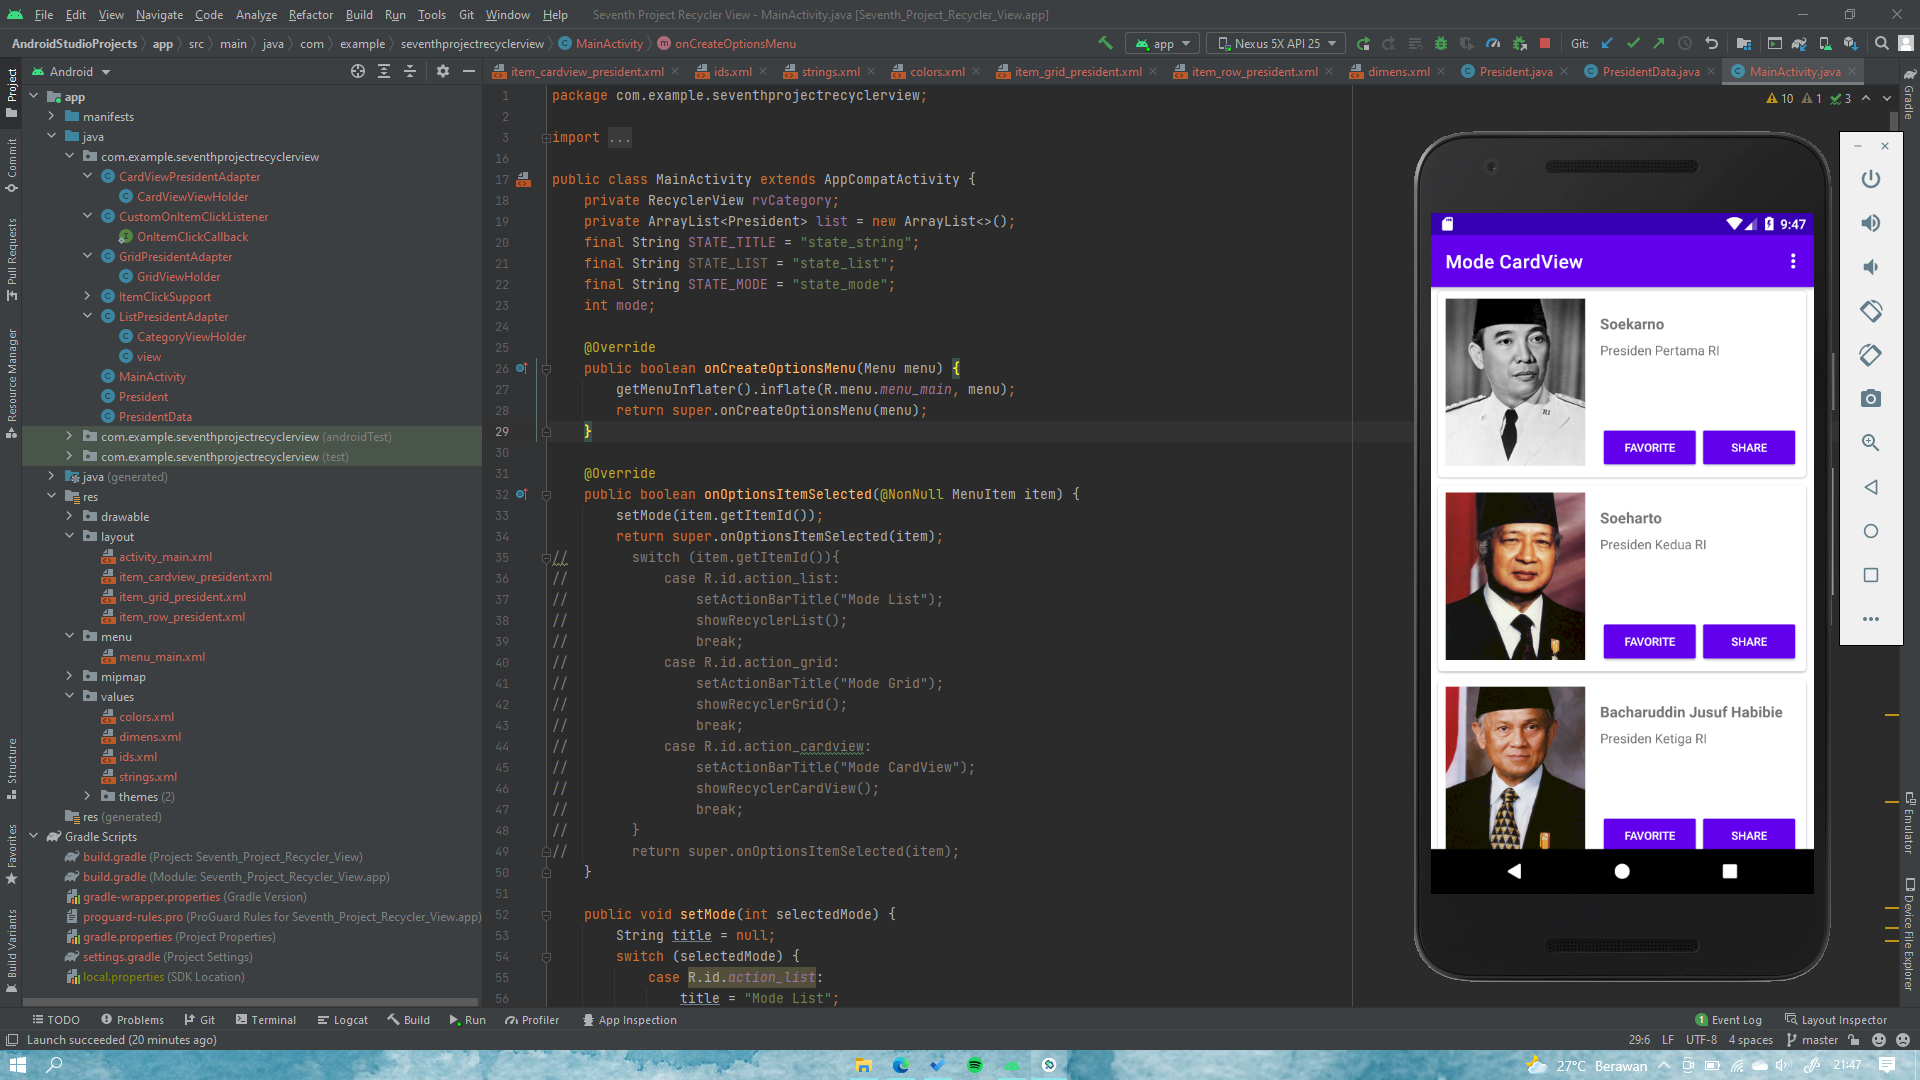 File Edit View Navigate Code Analyze Refactor Build Run Tools Git Window Help Seventh Project Recycler View - MainActivity.java [Seventh_Project_Recycler_View.app]
AndroidStudioProjects app src main java com example seventhprojectrecyclerview MainActivity onCreateOptionsMenu app Nexus 5X API 25 Git:
Android
item_cardview_president.xml ids.xml strings.xml colors.xml item_grid_president.xml item_row_president.xml dimens.xml President.java PresidentData.java MainActivity.java
10 1 3
Project
Commit
Pull Requests
Resource Manager
Structure
Favorites
Build Variants
app
manifests
java
com.example.seventhprojectrecyclerview
CardViewPresidentAdapter
CardViewViewHolder
CustomOnItemClickListener
OnItemClickCallback
GridPresidentAdapter
GridViewHolder
ItemClickSupport
ListPresidentAdapter
CategoryViewHolder
view
MainActivity
President
PresidentData
com.example.seventhprojectrecyclerview (androidTest)
com.example.seventhprojectrecyclerview (test)
java (generated)
res
drawable
layout
activity_main.xml
item_cardview_president.xml
item_grid_president.xml
item_row_president.xml
menu
menu_main.xml
mipmap
values
colors.xml
dimens.xml
ids.xml
strings.xml
themes (2)
res (generated)
Gradle Scripts
build.gradle (Project: Seventh_Project_Recycler_View)
build.gradle (Module: Seventh_Project_Recycler_View.app)
gradle-wrapper.properties (Gradle Version)
proguard-rules.pro (ProGuard Rules for Seventh_Project_Recycler_View.app)
gradle.properties (Project Properties)
settings.gradle (Project Settings)
local.properties (SDK Location)
1 package com.example.seventhprojectrecyclerview;
2
3 import ...
16
17 public class MainActivity extends AppCompatActivity {
18 private RecyclerView rvCategory;
19 private ArrayList<President> list = new ArrayList<>();
20 final String STATE_TITLE = "state_string";
21 final String STATE_LIST = "state_list";
22 final String STATE_MODE = "state_mode";
23 int mode;
24
25 @Override
26 public boolean onCreateOptionsMenu(Menu menu) {
27 getMenuInflater().inflate(R.menu.menu_main, menu);
28 return super.onCreateOptionsMenu(menu);
29 }
30
31 @Override
32 public boolean onOptionsItemSelected(@NonNull MenuItem item) {
33 setMode(item.getItemId());
34 return super.onOptionsItemSelected(item);
35 // switch (item.getItemId()){
36 // case R.id.action_list:
37 // setActionBarTitle("Mode List");
38 // showRecyclerList();
39 // break;
40 // case R.id.action_grid:
41 // setActionBarTitle("Mode Grid");
42 // showRecyclerGrid();
43 // break;
44 // case R.id.action_cardview:
45 // setActionBarTitle("Mode CardView");
46 // showRecyclerCardView();
47 // break;
48 // }
49 // return super.onOptionsItemSelected(item);
50 }
51
52 public void setMode(int selectedMode) {
53 String title = null;
54 switch (selectedMode) {
55 case R.id.action_list:
56 title = "Mode List";
9:47
Mode CardView
Soekarno
Presiden Pertama RI
FAVORITE SHARE
Soeharto
Presiden Kedua RI
FAVORITE SHARE
Bacharuddin Jusuf Habibie
Presiden Ketiga RI
FAVORITE SHARE
Gradle
Emulator
Device File Explorer
TODO Problems Git Terminal Logcat Build Run Profiler App Inspection 1 Event Log Layout Inspector
Launch succeeded (20 minutes ago) 29:6 LF UTF-8 4 spaces master
27°C Berawan 21:47